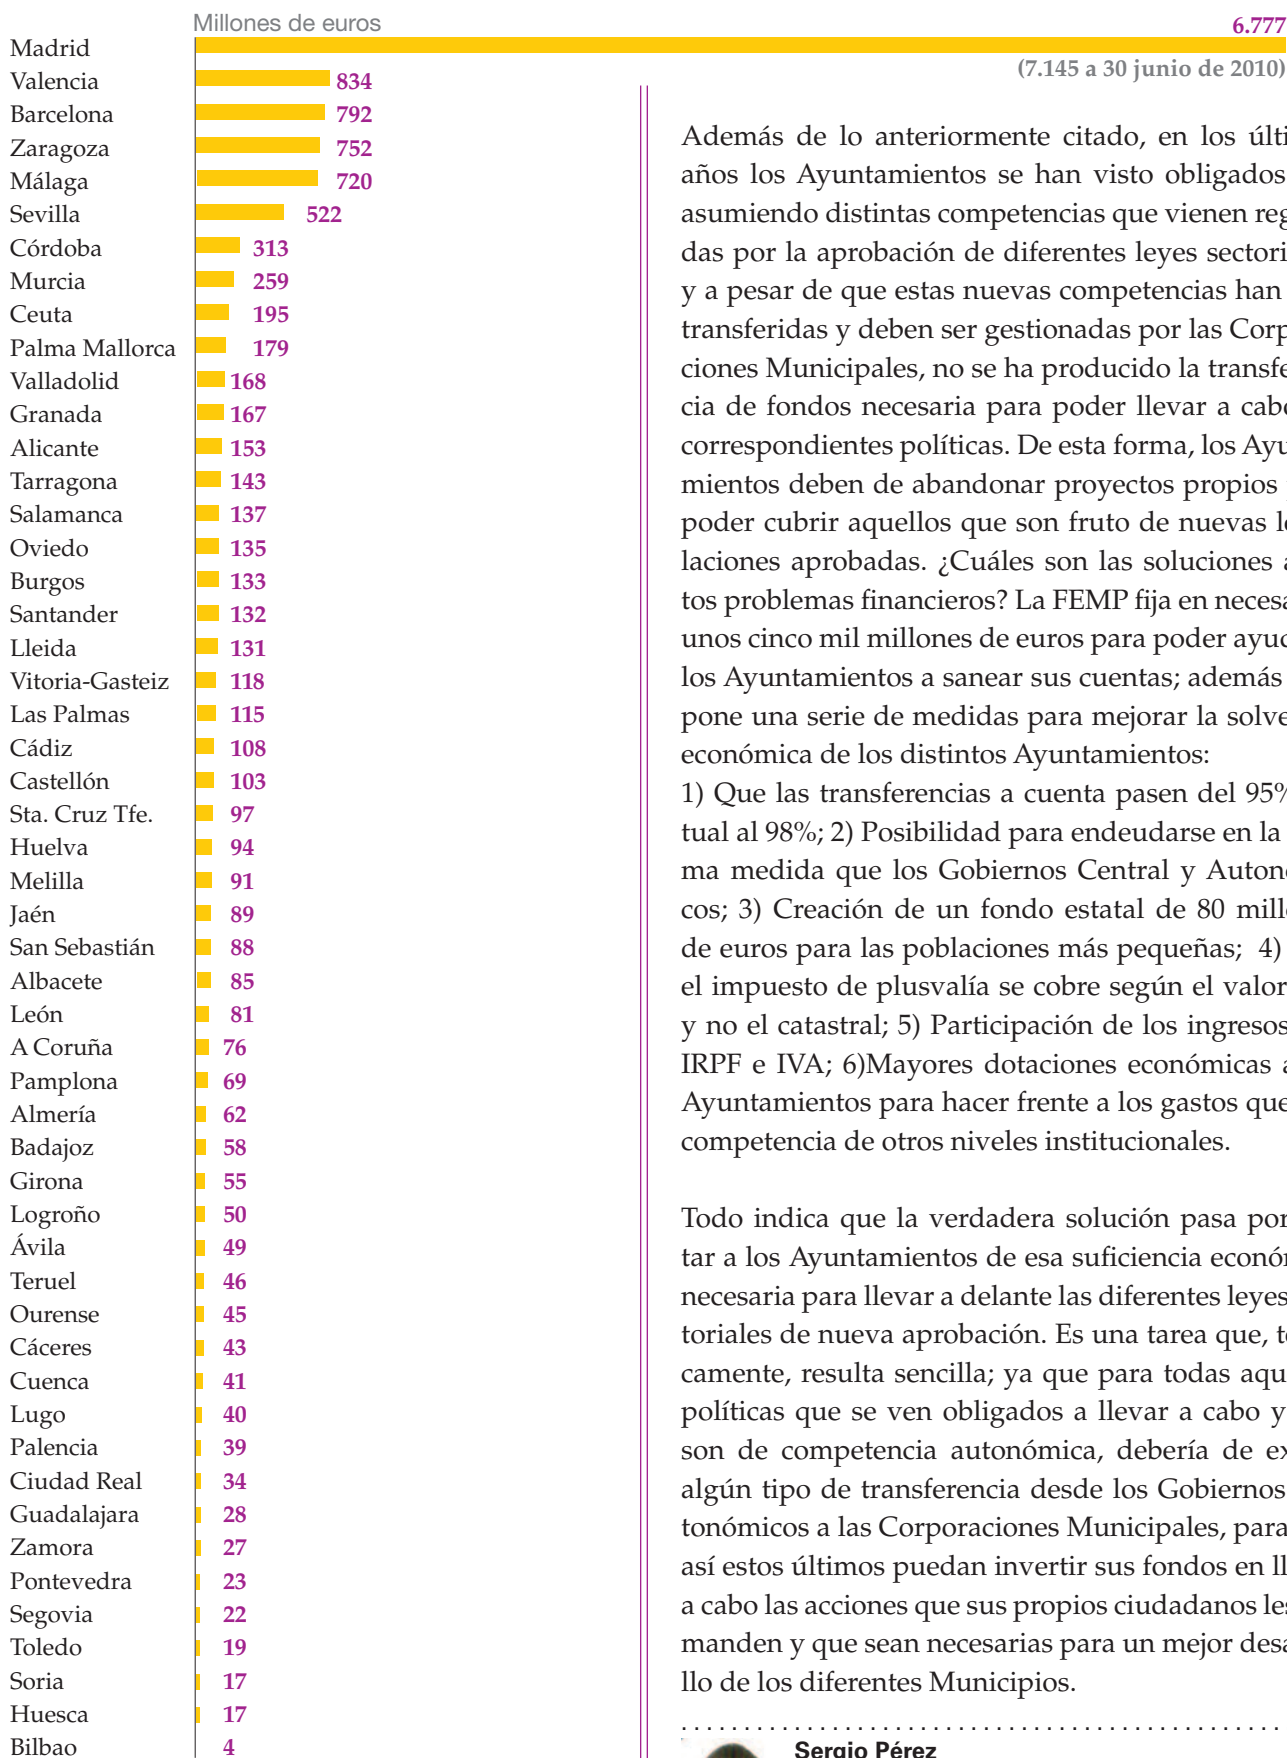 Millones de euros
Madrid 6.777
(7.145 a 30 junio de 2010)
Valencia 834
Barcelona 792
Zaragoza 752
Málaga 720
Sevilla 522
Córdoba 313
Murcia 259
Ceuta 195
Palma Mallorca 179
Valladolid 168
Granada 167
Alicante 153
Tarragona 143
Salamanca 137
Oviedo 135
Burgos 133
Santander 132
Lleida 131
Vitoria-Gasteiz 118
Las Palmas 115
Cádiz 108
Castellón 103
Sta. Cruz Tfe. 97
Huelva 94
Melilla 91
Jaén 89
San Sebastián 88
Albacete 85
León 81
A Coruña 76
Pamplona 69
Almería 62
Badajoz 58
Girona 55
Logroño 50
Ávila 49
Teruel 46
Ourense 45
Cáceres 43
Cuenca 41
Lugo 40
Palencia 39
Ciudad Real 34
Guadalajara 28
Zamora 27
Pontevedra 23
Segovia 22
Toledo 19
Soria 17
Huesca 17
Bilbao 4
Además de lo anteriormente citado, en los últi
años los Ayuntamientos se han visto obligados
asumiendo distintas competencias que vienen reg
das por la aprobación de diferentes leyes sectori
y a pesar de que estas nuevas competencias han
transferidas y deben ser gestionadas por las Corp
ciones Municipales, no se ha producido la transfe
cia de fondos necesaria para poder llevar a cab
correspondientes políticas. De esta forma, los Ayu
mientos deben de abandonar proyectos propios
poder cubrir aquellos que son fruto de nuevas l
laciones aprobadas. ¿Cuáles son las soluciones a
tos problemas financieros? La FEMP fija en necesa
unos cinco mil millones de euros para poder ayuc
los Ayuntamientos a sanear sus cuentas; además
pone una serie de medidas para mejorar la solve
económica de los distintos Ayuntamientos:
1) Que las transferencias a cuenta pasen del 95%
tual al 98%; 2) Posibilidad para endeudarse en la
ma medida que los Gobiernos Central y Auton
cos; 3) Creación de un fondo estatal de 80 mill
de euros para las poblaciones más pequeñas; 4)
el impuesto de plusvalía se cobre según el valor
y no el catastral; 5) Participación de los ingresos
IRPF e IVA; 6)Mayores dotaciones económicas a
Ayuntamientos para hacer frente a los gastos que
competencia de otros niveles institucionales.
Todo indica que la verdadera solución pasa por
tar a los Ayuntamientos de esa suficiencia econó
necesaria para llevar a delante las diferentes leyes
toriales de nueva aprobación. Es una tarea que, t
camente, resulta sencilla; ya que para todas aqu
políticas que se ven obligados a llevar a cabo y
son de competencia autonómica, debería de ex
algún tipo de transferencia desde los Gobiernos
tonómicos a las Corporaciones Municipales, para
así estos últimos puedan invertir sus fondos en ll
a cabo las acciones que sus propios ciudadanos le
manden y que sean necesarias para un mejor desa
llo de los diferentes Municipios.
Sergio Pérez